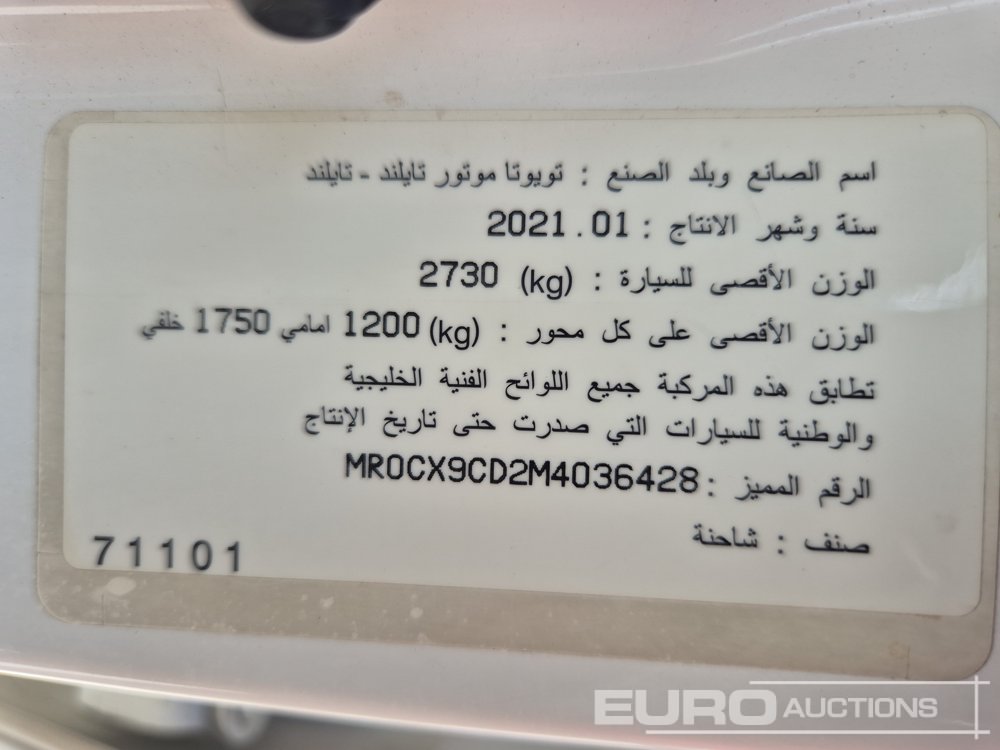 اسم الصانع وبلد الصنع : تويوتا موتور تايلند - تايلند
سنة وشهر الانتاج : 2021.01
الوزن الأقصى للسيارة : (kg) 2730
الوزن الأقصى على كل محور : (kg) 1200 امامي 1750 خلفي
تطابق هذه المركبة جميع اللوائح الفنية الخليجية
والوطنية للسيارات التي صدرت حتى تاريخ الإنتاج
الرقم المميز : MR0CX9CD2M4036428
صنف : شاحنة
71101
EURO AUCTIONS